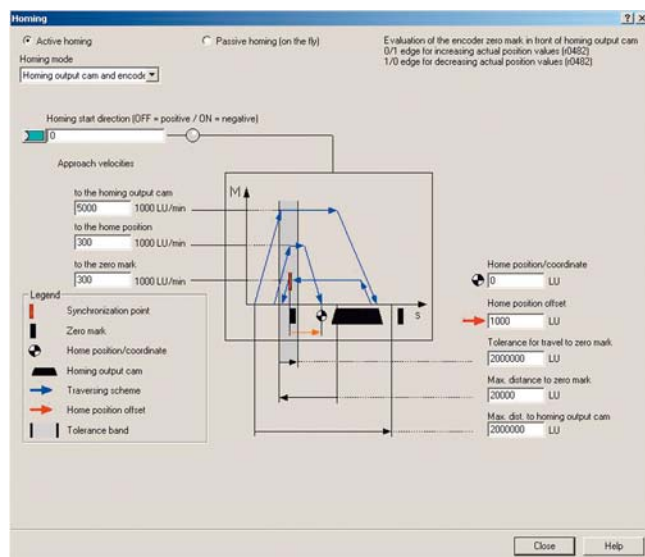 Homing
Active homing
Passive homing (on the fly)
Evaluation of the encoder zero mark in front of homing output cam
0/1 edge for increasing actual position values (r0482)
1/0 edge for decreasing actual position values (r0482)
Homing mode
Homing output cam and encode
Homing start direction (OFF = positive / ON = negative)
0
Approach velocities
to the homing output cam
5000 1000 LU/min
to the home position
300 1000 LU/min
to the zero mark
300 1000 LU/min
M
s
Legend
Synchronization point
Zero mark
Home position/coordinate
Homing output cam
Traversing scheme
Home position offset
Tolerance band
Home position/coordinate
0 LU
Home position offset
1000 LU
Tolerance for travel to zero mark
2000000 LU
Max. distance to zero mark
20000 LU
Max. dist. to homing output cam
2000000 LU
Close
Help